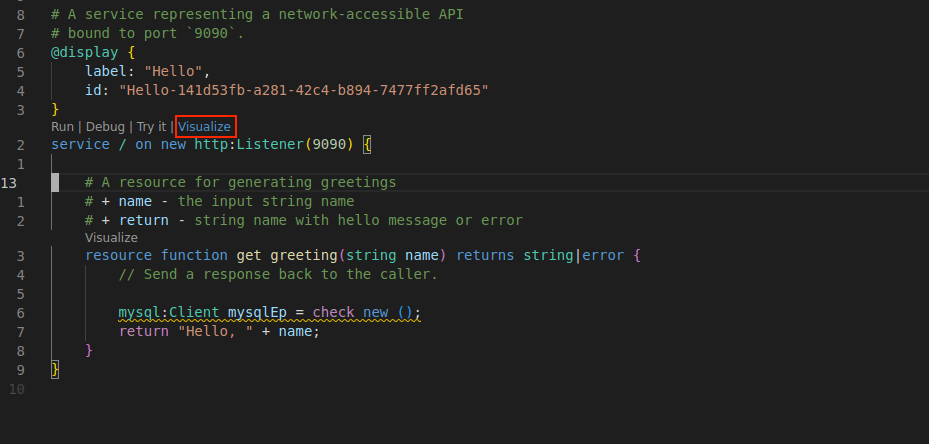 8 # A service representing a network-accessible API
7 # bound to port `9090`.
6 @display {
5 label: "Hello",
4 id: "Hello-141d53fb-a281-42c4-b894-7477ff2afd65"
3 }
Run | Debug | Try it | Visualize
2 service / on new http:Listener(9090) {
1
13 # A resource for generating greetings
1 # + name - the input string name
2 # + return - string name with hello message or error
Visualize
3 resource function get greeting(string name) returns string|error {
4 // Send a response back to the caller.
5
6 mysql:Client mysqlEp = check new ();
7 return "Hello, " + name;
8 }
9 }
10